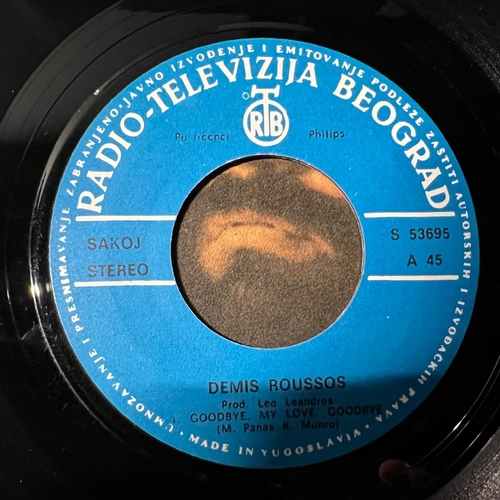 UMNOŽAVANJE I PRESNIMAVANJE ZABRANJENO-JAVNO IZVOĐENJE I EMITOVANJE PODLEŽE ZAŠTITI AUTORSKIH I IZVOĐAČKIH PRAVA
RADIO-TELEVIZIJA BEOGRAD
RTB
Po licenci Philips
SAKOJ
STEREO
S 53695
A 45
DEMIS ROUSSOS
Prod. Leo Leandros
GOODBYE, MY LOVE, GOODBYE
(M. Panas K. Munro)
• MADE IN YUGOSLAVIA •